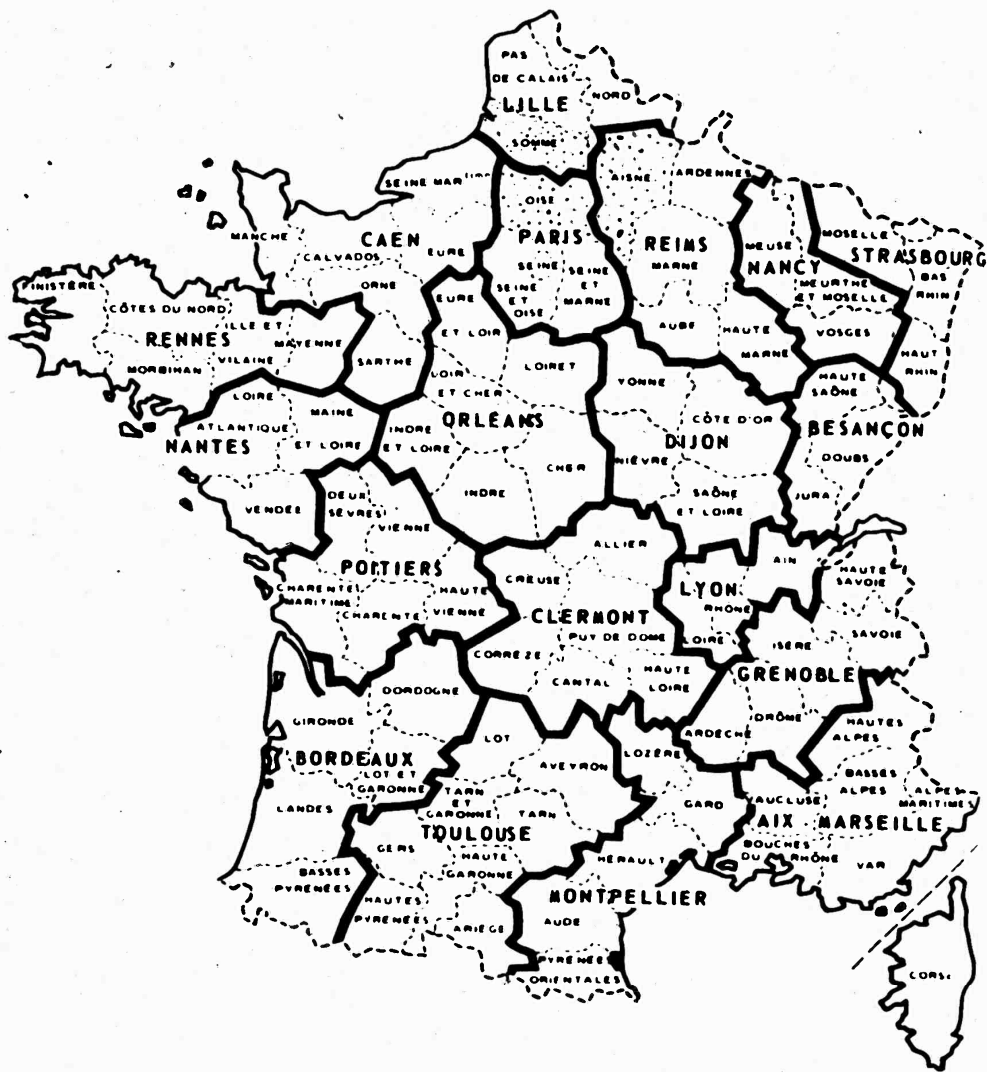 PAS
DE CALAIS
NORD
LILLE
SOMME
SEINE MAR
AISNE
ARDENNES
OISE
MANCHE
CAEN
EURE
PARIS
REIMS
MEUSE
MOSELLE
STRASBOURG
CALVADOS
ORNE
SEINE
SEINE
ET
MARNE
SEINE
ET
OISE
MARNE
NANCY
MEURTHE
ET MOSELLE
BAS
RHIN
INISTÈRE
CÔTES DU NORD
RENNES
ILLE ET
VILAINE
MAYENNE
MORBIHAN
SARTHE
EURE
ET LOIR
LOIRET
AUBE
HAUTE
MARNE
VOSGES
HAUT
RHIN
LOIRE
ATLANTIQUE
NANTES
MAINE
ET LOIRE
LOIR
ET CHER
ORLÉANS
INDRE
ET LOIRE
CHER
INDRE
YONNE
CÔTE D'OR
DIJON
NIÈVRE
SAÔNE
ET LOIRE
HAUTE
SAÔNE
BESANÇON
DOUBS
JURA
VENDÉE
DEUX
SÈVRES
VIENNE
POITIERS
CHARENTE
MARITIME
CHARENTE
HAUTE
VIENNE
ALLIER
CREUSE
CLERMONT
PUY DE DOME
CORRÈZE
CANTAL
HAUTE
LOIRE
AIN
LYON
RHÔNE
LOIRE
HAUTE
SAVOIE
SAVOIE
ISÈRE
GRENOBLE
DRÔME
ARDÈCHE
DORDOGNE
GIRONDE
BORDEAUX
LOT ET
GARONNE
LANDES
BASSES
PYRÉNÉES
LOT
AVEYRON
TARN
ET
GARONNE
TARN
TOULOUSE
GERS
HAUTE
GARONNE
HAUTES
PYRÉNÉES
ARIÈGE
LOZÈRE
GARD
HÉRAULT
MONTPELLIER
AUDE
PYRÉNÉES
ORIENTALES
HAUTES
ALPES
BASSES
ALPES
ALPES
MARITIMES
VAUCLUSE
AIX - MARSEILLE
BOUCHES
DU RHÔNE
VAR
CORSE